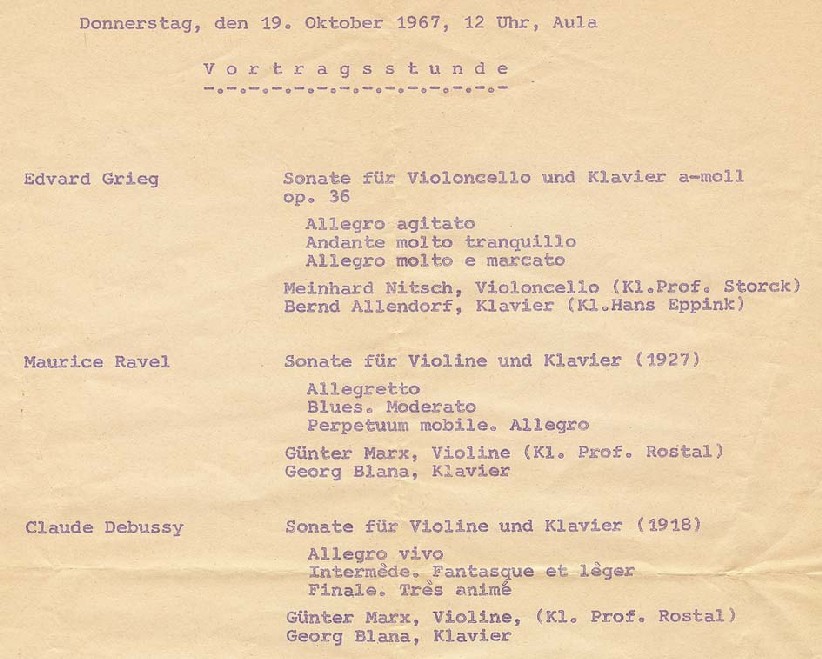 Donnerstag, den 19. Oktober 1967, 12 Uhr, Aula
V o r t r a g s s t u n d e
-.-.-.-.-.-.-.-.-.-.-.-.-
Edvard Grieg Sonate für Violoncello und Klavier a-moll
op. 36
Allegro agitato
Andante molto tranquillo
Allegro molto e marcato
Meinhard Nitsch, Violoncello (Kl.Prof. Storck)
Bernd Allendorf, Klavier (Kl.Hans Eppink)
Maurice Ravel Sonate für Violine und Klavier (1927)
Allegretto
Blues. Moderato
Perpetuum mobile. Allegro
Günter Marx, Violine (Kl. Prof. Rostal)
Georg Blana, Klavier
Claude Debussy Sonate für Violine und Klavier (1918)
Allegro vivo
Intermède. Fantasque et lèger
Finale. Très animé
Günter Marx, Violine, (Kl. Prof. Rostal)
Georg Blana, Klavier